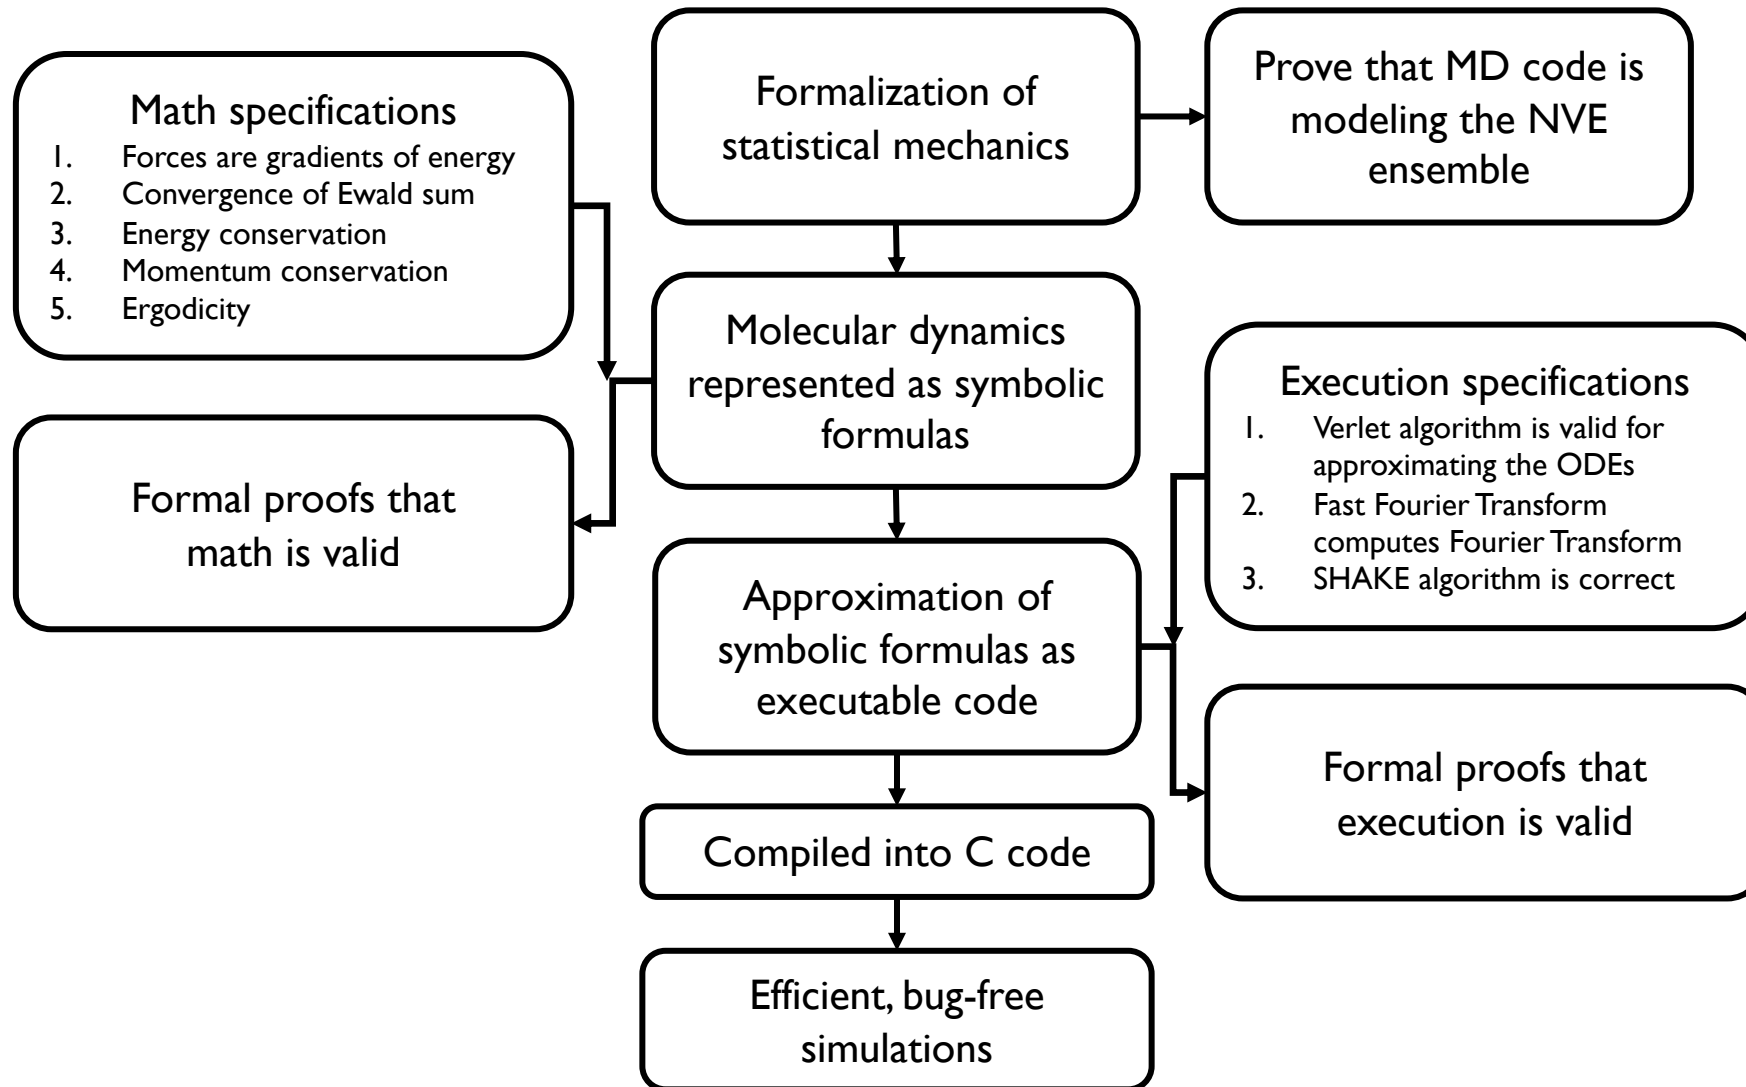 Formalization of
statistical mechanics
Prove that MD code is
modeling the NVE
ensemble
Math specifications
1. Forces are gradients of energy
2. Convergence of Ewald sum
3. Energy conservation
4. Momentum conservation
5. Ergodicity
Molecular dynamics
represented as symbolic
formulas
Execution specifications
1. Verlet algorithm is valid for
approximating the ODEs
2. Fast Fourier Transform
computes Fourier Transform
3. SHAKE algorithm is correct
Formal proofs that
math is valid
Approximation of
symbolic formulas as
executable code
Formal proofs that
execution is valid
Compiled into C code
Efficient, bug-free
simulations